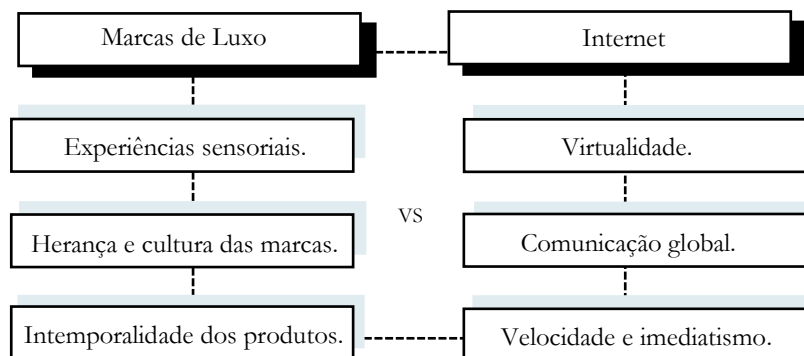 Marcas de Luxo
Internet
Experiências sensoriais.
Virtualidade.
VS
Herança e cultura das marcas.
Comunicação global.
Intemporalidade dos produtos.
Velocidade e imediatismo.